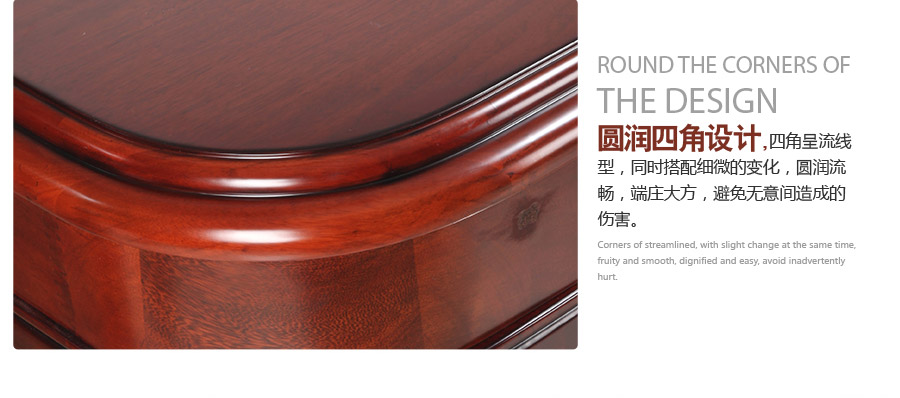 ROUND THE CORNERS OF
THE DESIGN
圆润四角设计,四角呈流线
型，同时搭配细微的变化，圆润流
畅，端庄大方，避免无意间造成的
伤害。
Corners of streamlined, with slight change at the same time,
fruity and smooth, dignified and easy, avoid inadvertently
hurt.